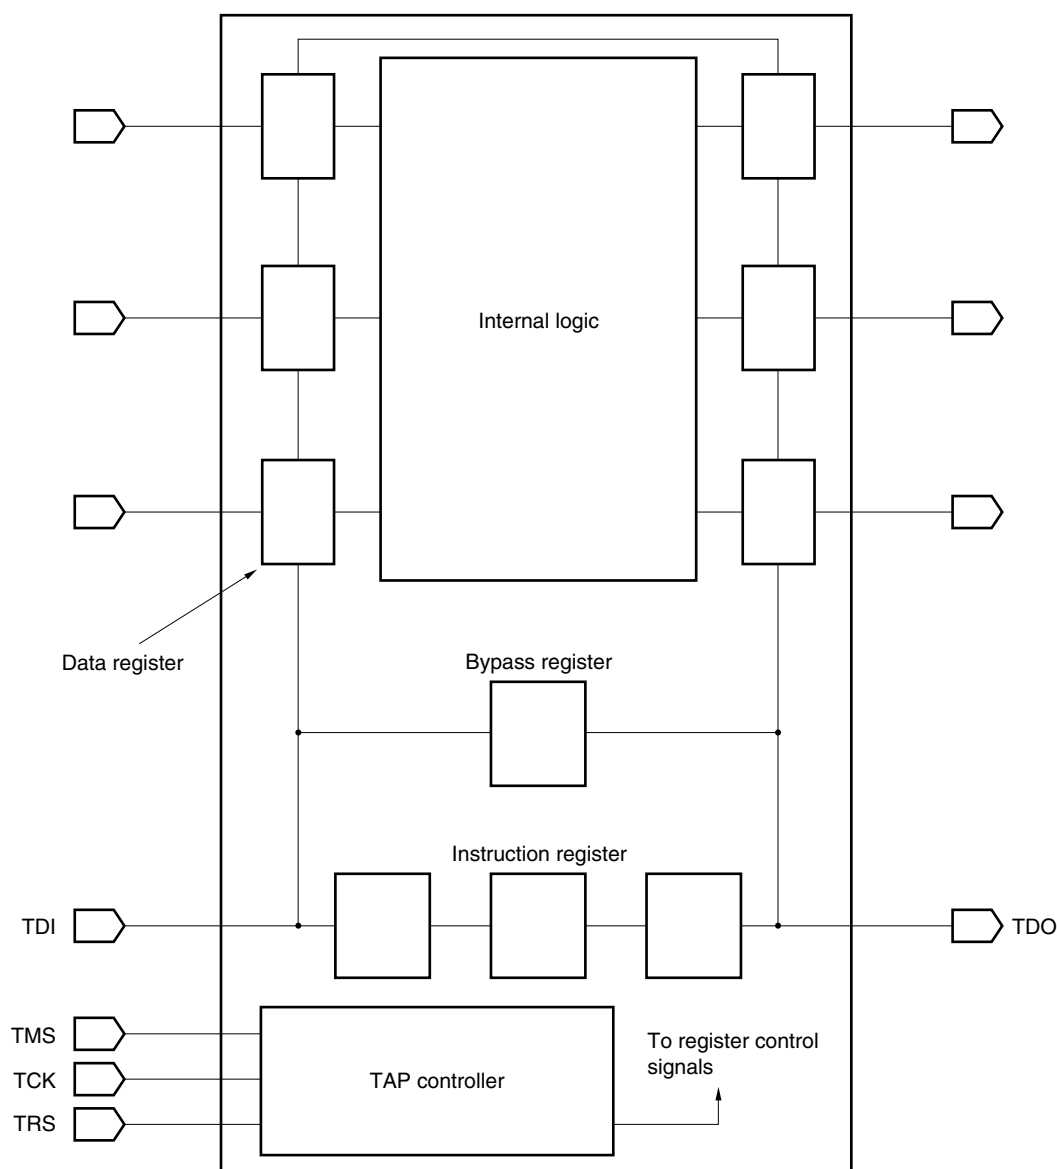 Internal logic
Data register
Bypass register
Instruction register
TDI
TDO
TMS
TCK
TRS
TAP controller
To register control
signals